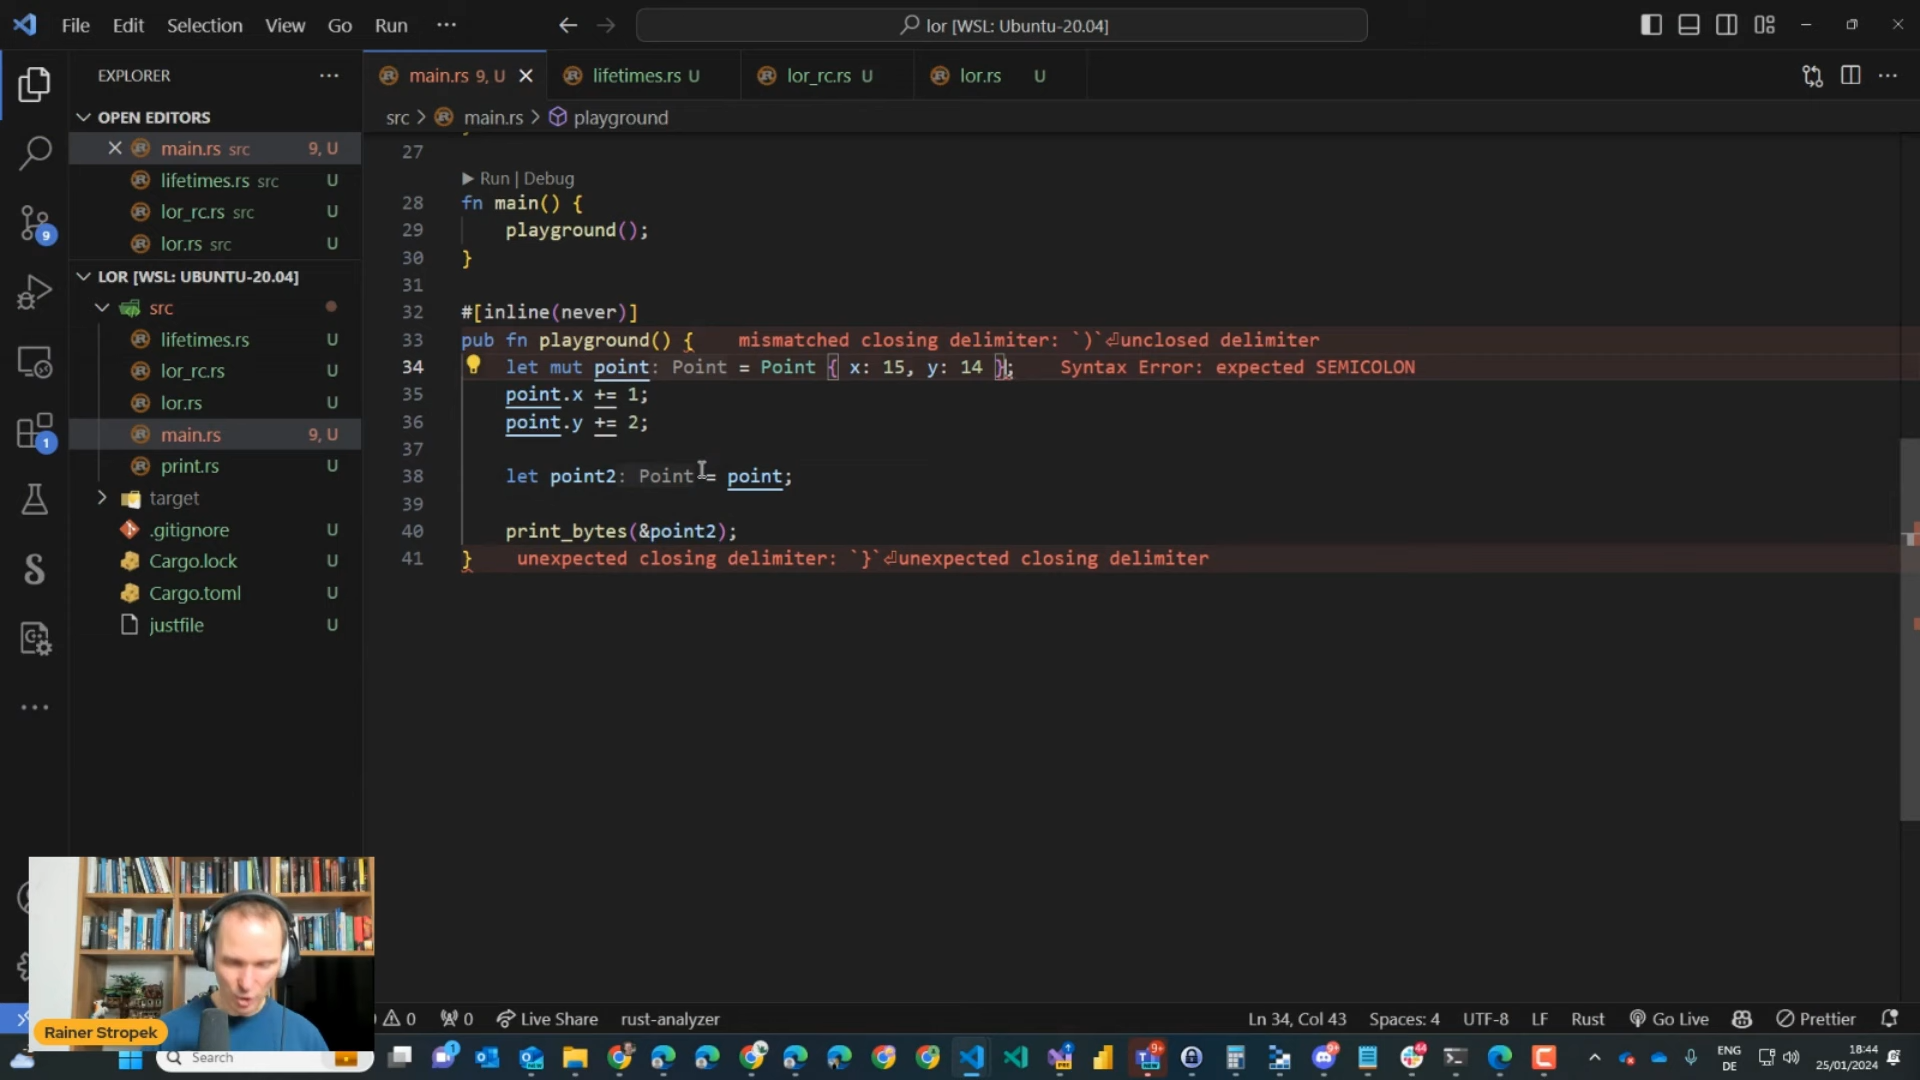 File Edit Selection View Go Run ···
lor [WSL: Ubuntu-20.04]
EXPLORER
main.rs 9, U
lifetimes.rs U
lor_rc.rs U
lor.rs U
OPEN EDITORS
src > main.rs > playground
main.rs src 9, U
lifetimes.rs src U
lor_rc.rs src U
lor.rs src U
LOR [WSL: UBUNTU-20.04]
src
lifetimes.rs U
lor_rc.rs U
lor.rs U
main.rs 9, U
print.rs U
target
.gitignore U
Cargo.lock U
Cargo.toml U
justfile U
9
1
27
▶ Run | Debug
28 fn main() {
29 playground();
30 }
31
32 #[inline(never)]
33 pub fn playground() { mismatched closing delimiter: `)`⏎unclosed delimiter
34 let mut point: Point = Point { x: 15, y: 14 }; Syntax Error: expected SEMICOLON
35 point.x += 1;
36 point.y += 2;
37
38 let point2: Point = point;
39
40 print_bytes(&point2);
41 } unexpected closing delimiter: `}`⏎unexpected closing delimiter
Rainer Stropek
0 0 Live Share rust-analyzer
Ln 34, Col 43 Spaces: 4 UTF-8 LF Rust Go Live Prettier
Search
ENG
DE
18:44
25/01/2024